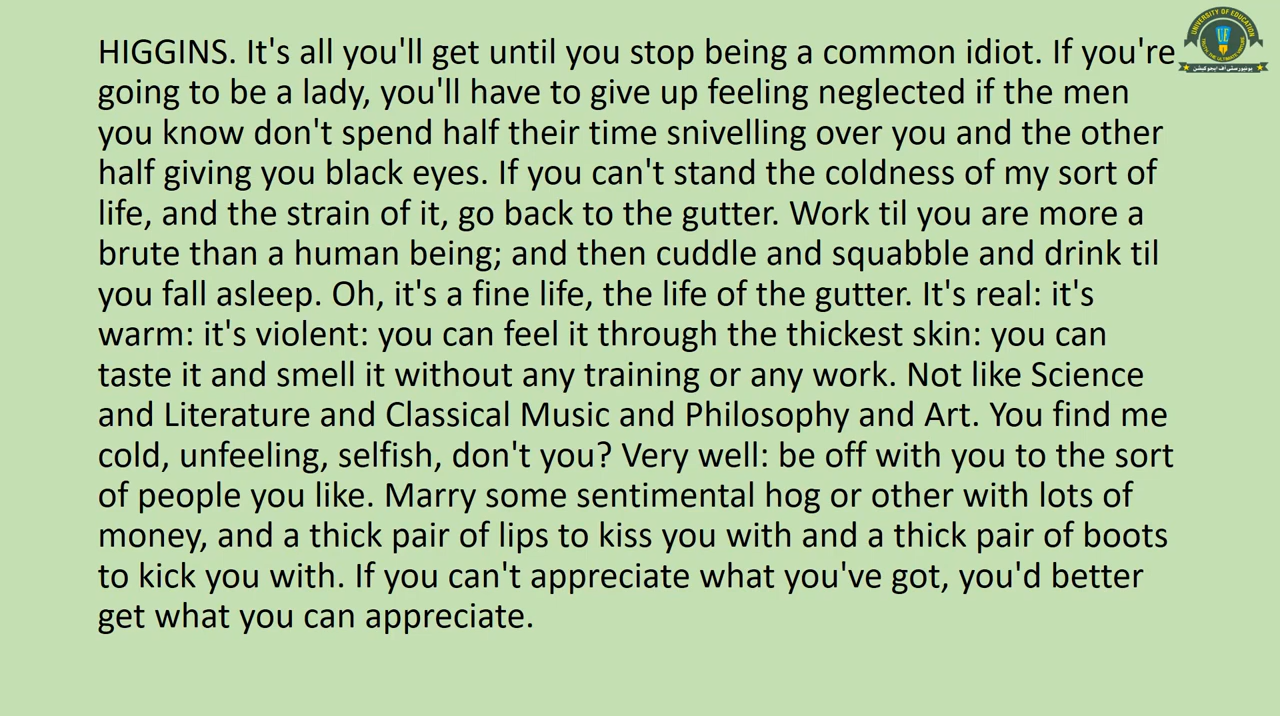 UNIVERSITY OF EDUCATION
HIGGINS. It's all you'll get until you stop being a common idiot. If you're
going to be a lady, you'll have to give up feeling neglected if the men
you know don't spend half their time snivelling over you and the other
half giving you black eyes. If you can't stand the coldness of my sort of
life, and the strain of it, go back to the gutter. Work til you are more a
brute than a human being; and then cuddle and squabble and drink til
you fall asleep. Oh, it's a fine life, the life of the gutter. It's real: it's
warm: it's violent: you can feel it through the thickest skin: you can
taste it and smell it without any training or any work. Not like Science
and Literature and Classical Music and Philosophy and Art. You find me
cold, unfeeling, selfish, don't you? Very well: be off with you to the sort
of people you like. Marry some sentimental hog or other with lots of
money, and a thick pair of lips to kiss you with and a thick pair of boots
to kick you with. If you can't appreciate what you've got, you'd better
get what you can appreciate.